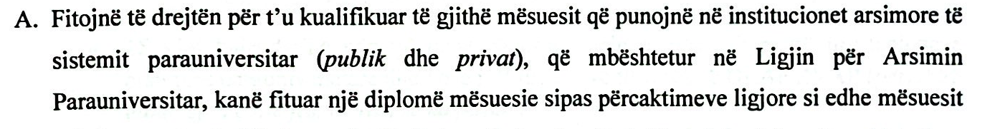 A. Fitojnë të drejtën për t’u kualifikuar të gjithë mësuesit që punojnë në institucionet arsimore të
sistemit parauniversitar (publik dhe privat), që mbështetur në Ligjin për Arsimin
Parauniversitar, kanë fituar një diplomë mësuesie sipas përcaktimeve ligjore si edhe mësuesit